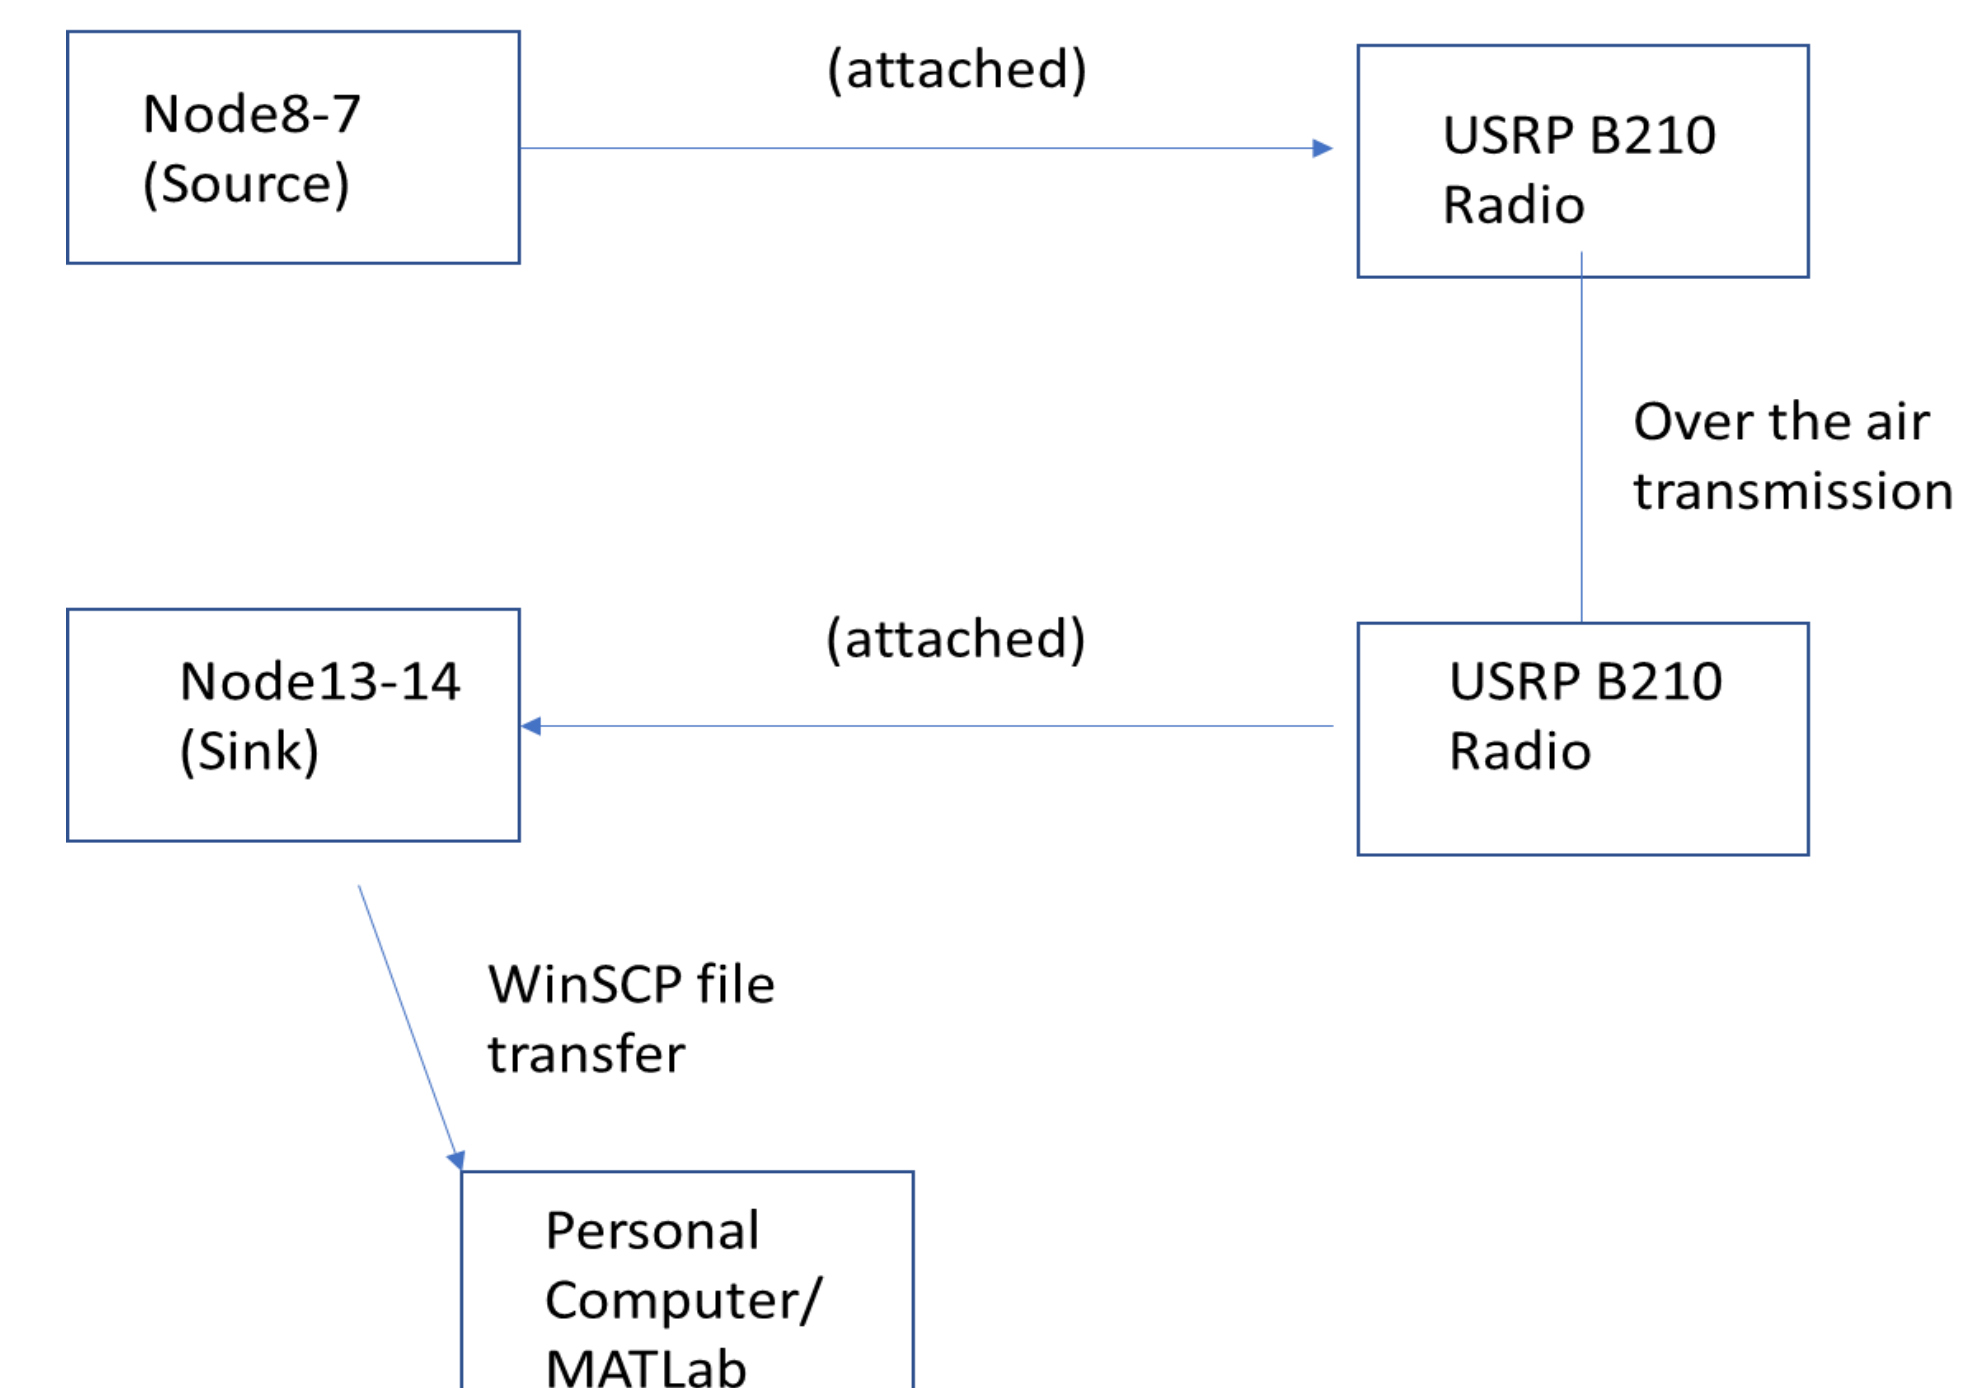 Node8-7
(Source)
(attached)
USRP B210
Radio
Over the air
transmission
Node13-14
(Sink)
(attached)
USRP B210
Radio
WinSCP file
transfer
Personal
Computer/
MATLab